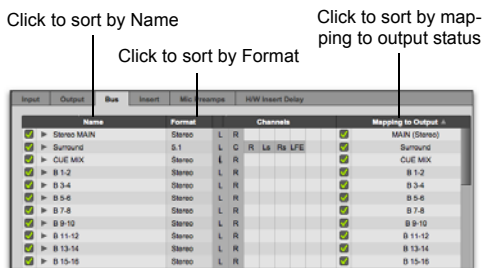 Click to sort by Name
Click to sort by map-
ping to output status
Click to sort by Format
Input Output Bus Insert Mic Preamps H/W Insert Delay
Name Format Channels Mapping to Output
Stereo MAIN Stereo L R MAIN (Stereo)
Surround 5.1 L C R Ls Rs LFE Surround
CUE MIX Stereo L R CUE MIX
B 1-2 Stereo L R B 1-2
B 3-4 Stereo L R B 3-4
B 5-6 Stereo L R B 5-6
B 7-8 Stereo L R B 7-8
B 9-10 Stereo L R B 9-10
B 11-12 Stereo L R B 11-12
B 13-14 Stereo L R B 13-14
B 15-16 Stereo L R B 15-16